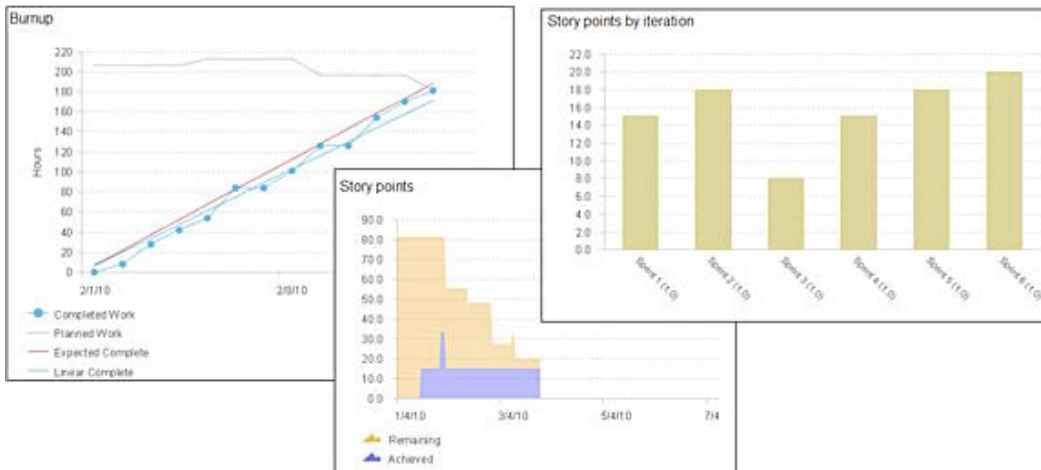 Burnup
Hours
220
200
180
160
140
120
100
80
60
40
20
0
2/1/10
2/8/10
Completed Work
Planned Work
Expected Complete
Linear Complete
Story points
90.0
80.0
70.0
60.0
50.0
40.0
30.0
20.0
10.0
0.0
1/4/10
3/4/10
5/4/10
7/4
Remaining
Achieved
Story points by iteration
22.0
20.0
18.0
16.0
14.0
12.0
10.0
8.0
6.0
4.0
2.0
0.0
Sprint 1 (1.0)
Sprint 2 (1.0)
Sprint 3 (1.0)
Sprint 4 (1.0)
Sprint 5 (1.0)
Sprint 6 (1.0)